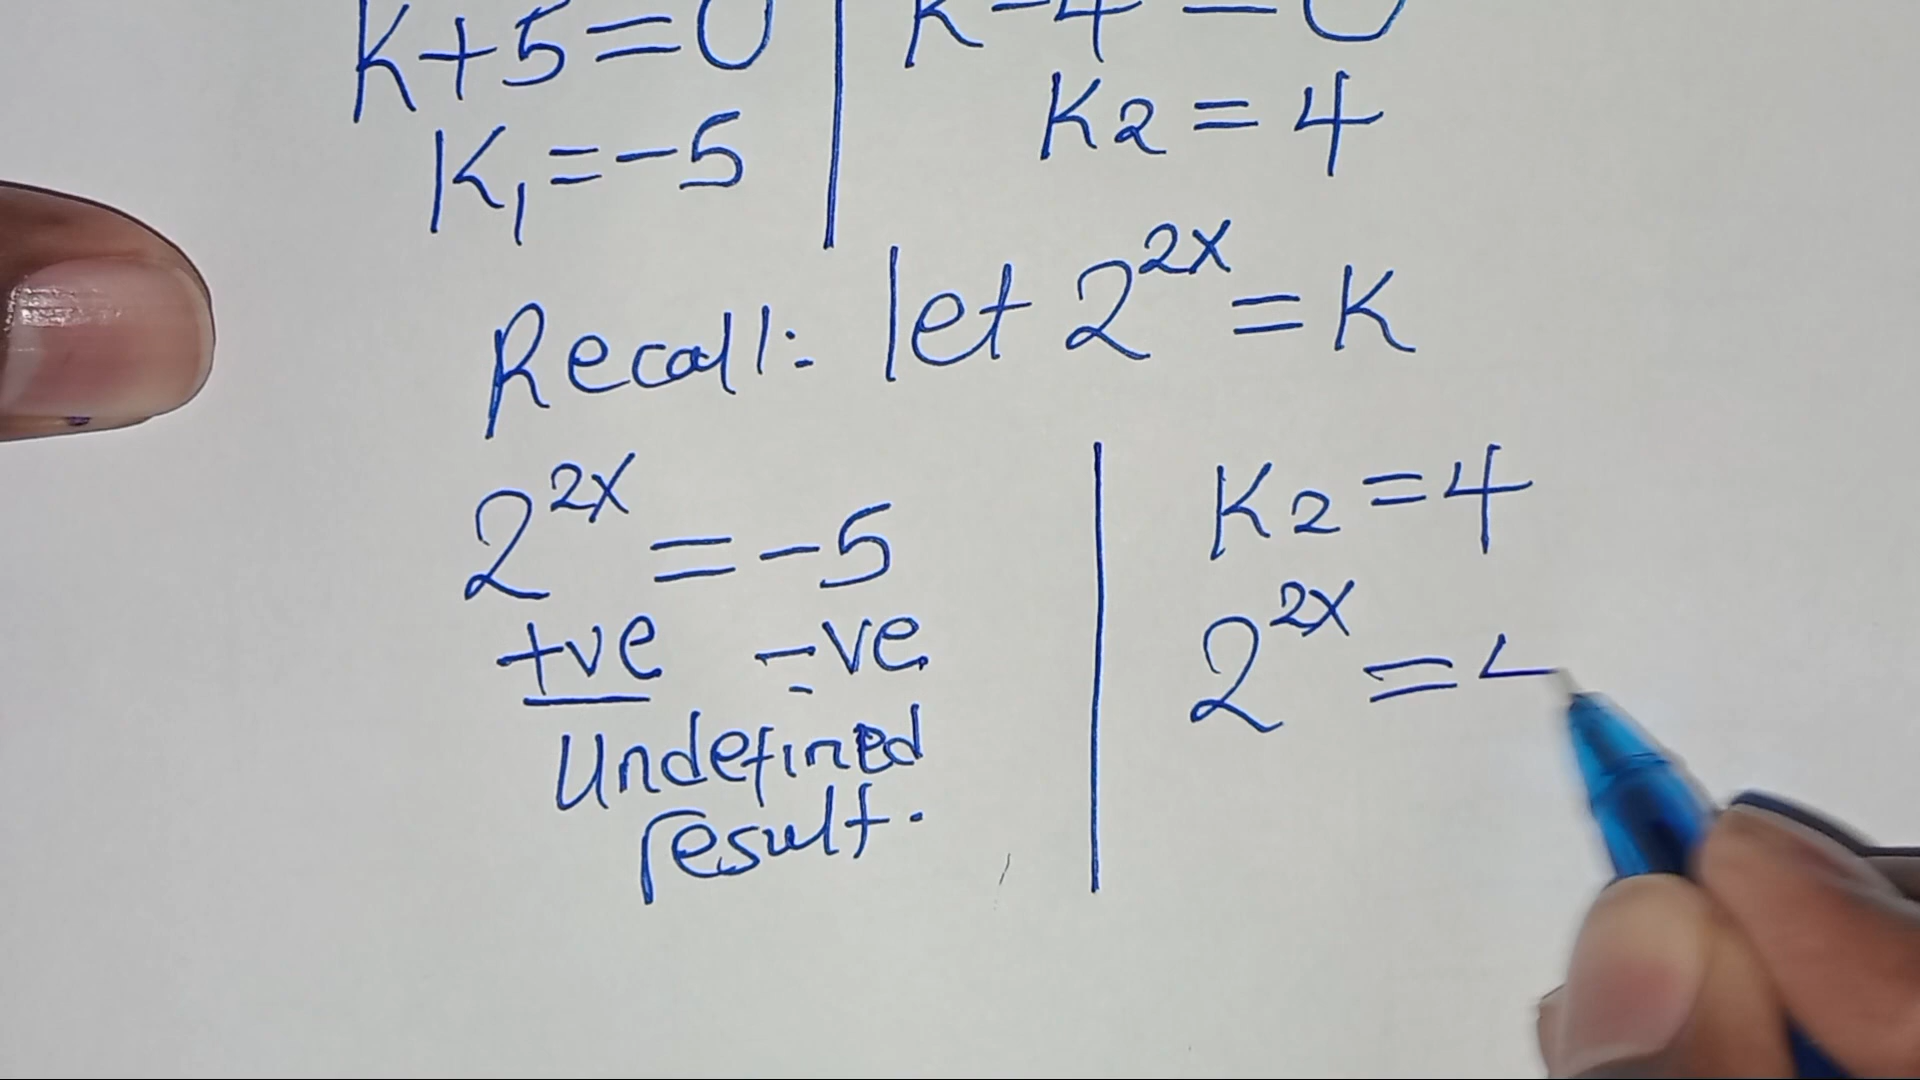 K+5=0
K-4=0
K₁=-5
K2=4
Recall: let 2^2x=K
2^2x=-5
+ve -ve
Undefined
result.
K2=4
2^2x=4